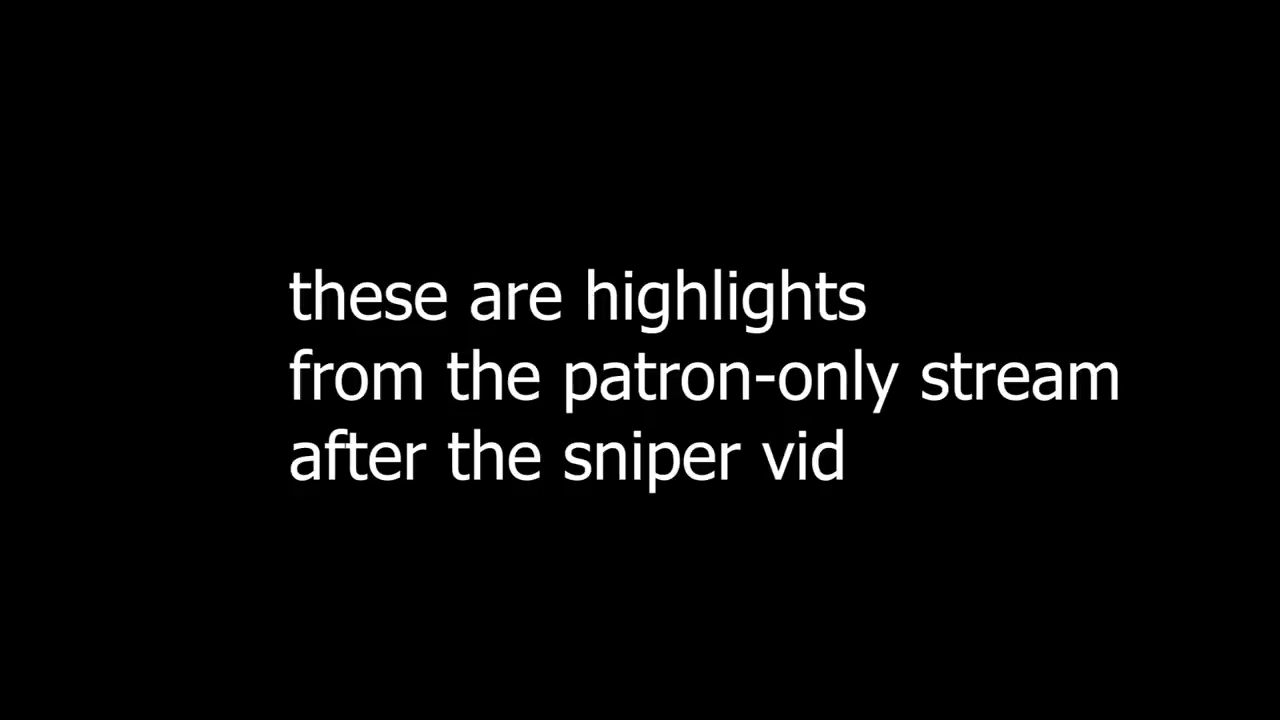 these are highlights
from the patron-only stream
after the sniper vid